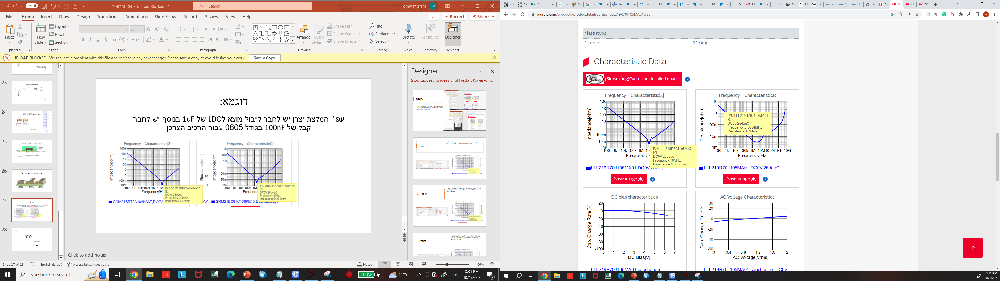 AutoSave On
מבוא לPDN • Upload Blocked
Search
omry mizrahi OM
File Home Insert Draw Design Transitions Animations Slide Show Record Review View Help
Record Share
Paste
New Slide
Layout
Reset
Section
28
Arrange
Quick Styles
Shape Fill
Shape Outline
Shape Effects
Find
Replace
Select
Dictate
Sensitivity
Designer
Clipboard Slides Font Paragraph Drawing Editing Voice Sensitivity Designer
UPLOAD BLOCKED We ran into a problem with this file and can't save any new changes. Please save a copy to avoid losing your work. Save a Copy
23
24
25
26
27
28
דוגמא:
עפ"י המלצת יצרן יש לחבר קיבול מוצא לLDO של 1uF בנוסף יש לחבר
קבל של 100nF בגודל 0805 עבור הרכיב הצרכן
Frequency Characteristic|Z|
Impedance[ohm]
100k
10k
1k
100
10
1
100m
10m
100 1k 10k 100k 1M 10M
Frequency[Hz
P/N:GCM21BR72A104KA37
|Z|
DC0V,25degC
Frequency:20MHz
Impedance:0.02ohm
GCM21BR72A104KA37,DC0V
Resistance[ohm]
10
1
Frequency Characteristic|Z|
Impedance[ohm]
1k
100
10
1
100m
10m
1m
100 1k 10k 100k 1M
Frequenc
P/N:GRM21BC81C106KE15
|Z|
DC0V,25degC
Frequency:2MHz
Impedance:0.004ohm
GRM21BC81C106KE15,DC0V,25degC
Designer
Stop suggesting ideas until I restart PowerPoint.
דוגמא:
דוגמא:
דוגמא:
דוגמא:
Click to add notes
Slide 27 of 28 English (Israel) Accessibility: Investigate Notes 66%
Type here to search
100%
27°C
עבר
3:31 PM
10/1/2023
6
murata.com/products/productdetail?partno=LLL219R70J105MA01%23
Mass (typ.)
1 piece 11.0mg
Characteristic Data
(Simsurfing)Go to the detailed chart
Frequency Characteristic|Z|
Impedance[ohm]
10k
1k
100
10
1
100m
10m
1m
100 1k 10k 100k 1M 10
Frequency[H
P/N:LLL219R70J105MA01
|Z|
DC0V,25degC
Frequency:10MHz
Impedance:0.005ohm
LLL219R70J105MA01,DC0V,25degC
Save image
Frequency CharacteristicR
Resistance[ohm]
10
1
100m
10m
1m
100 1k 10k 100k 1M 10M100M 1G 10G
Frequency[Hz]
P/N:LLL219R70J105MA01
R
DC0V,25degC
Frequency:0.0004MHz
Resistance:1.7ohm
LLL219R70J105MA01,DC0V,25degC
Save image
DC bias characteristics
Cap. Change Rate[%]
20
0
-20
-40
-60
-80
-100
0 1 2 3 4 5 6 7
DC Bias[V]
LLL219R70J105MA01 capchange
AC Voltage Characteristics
Cap. Change Rate[%]
30
20
0
-20
-40
-60
0 0.4 0.8 1.2 1.6 2
AC Voltage[Vrms]
LLL219R70J105MA01 capchange, DC0V
3:31 PM
10/1/2023